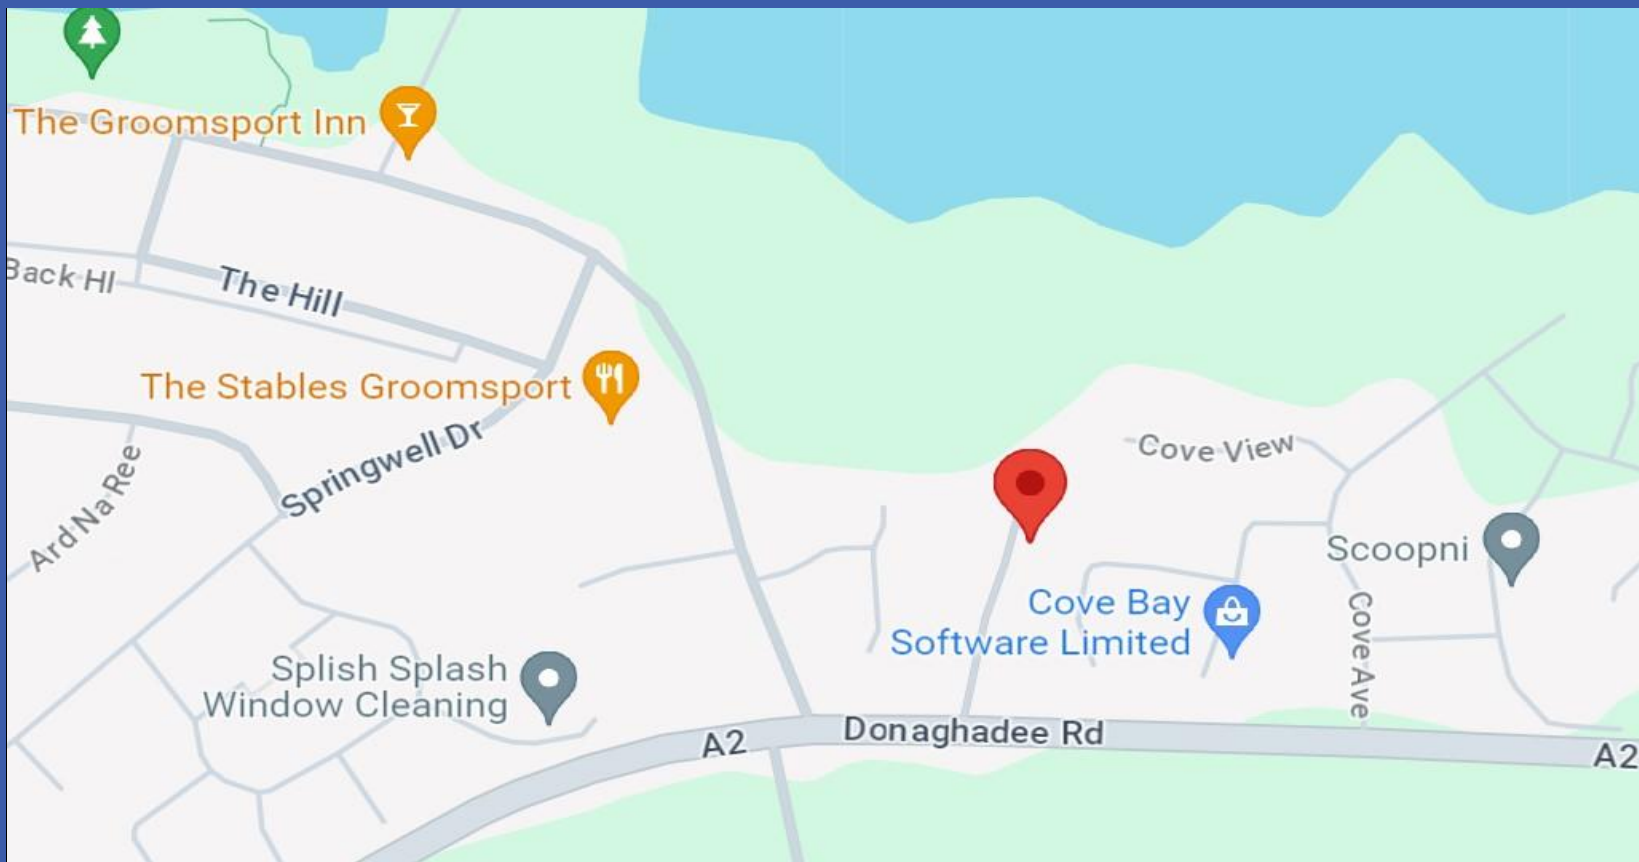 The Groomsport Inn
Back Hl
The Hill
The Stables Groomsport
Springwell Dr
Ard Na Ree
Cove View
Scoopni
Cove Bay
Software Limited
Cove Ave
Splish Splash
Window Cleaning
A2
Donaghadee Rd
A2